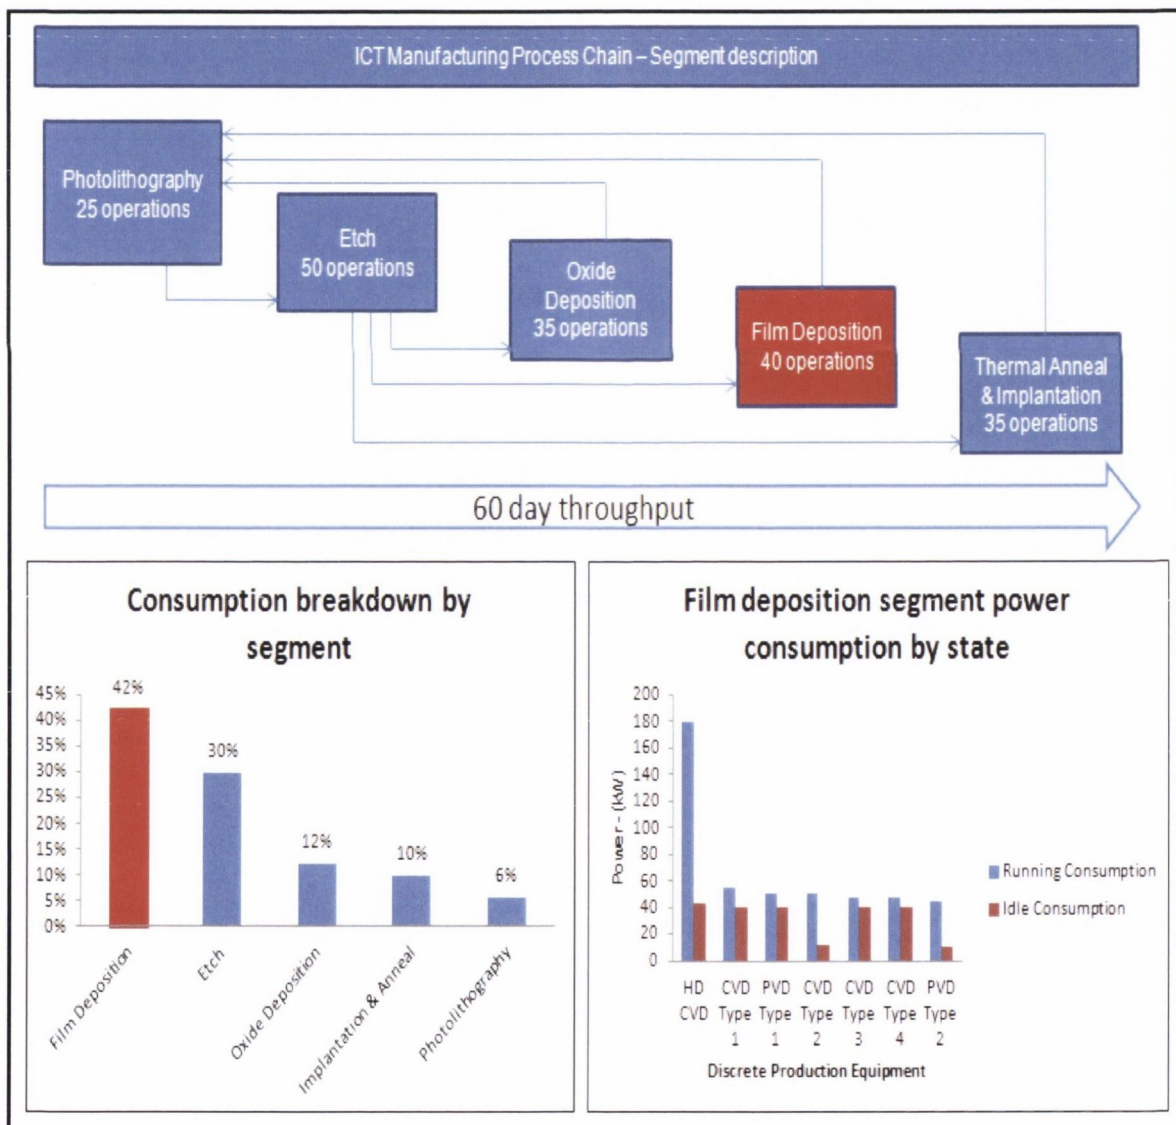 ICT Manufacturing Process Chain – Segment description
Photolithography
25 operations
Etch
50 operations
Oxide
Deposition
35 operations
Film Deposition
40 operations
Thermal Anneal
& Implantation
35 operations
60 day throughput
Consumption breakdown by
segment
45%
40%
35%
30%
25%
20%
15%
10%
5%
0%
42%
30%
12%
10%
6%
Film Deposition
Etch
Oxide Deposition
Implantation & Anneal
Photolithography
Film deposition segment power
consumption by state
Power - (kW)
200
180
160
140
120
100
80
60
40
20
0
HD CVD PVD CVD CVD CVD PVD
CVD Type Type Type Type Type Type
1 1 2 3 4 2
Discrete Production Equipment
Running Consumption
Idle Consumption